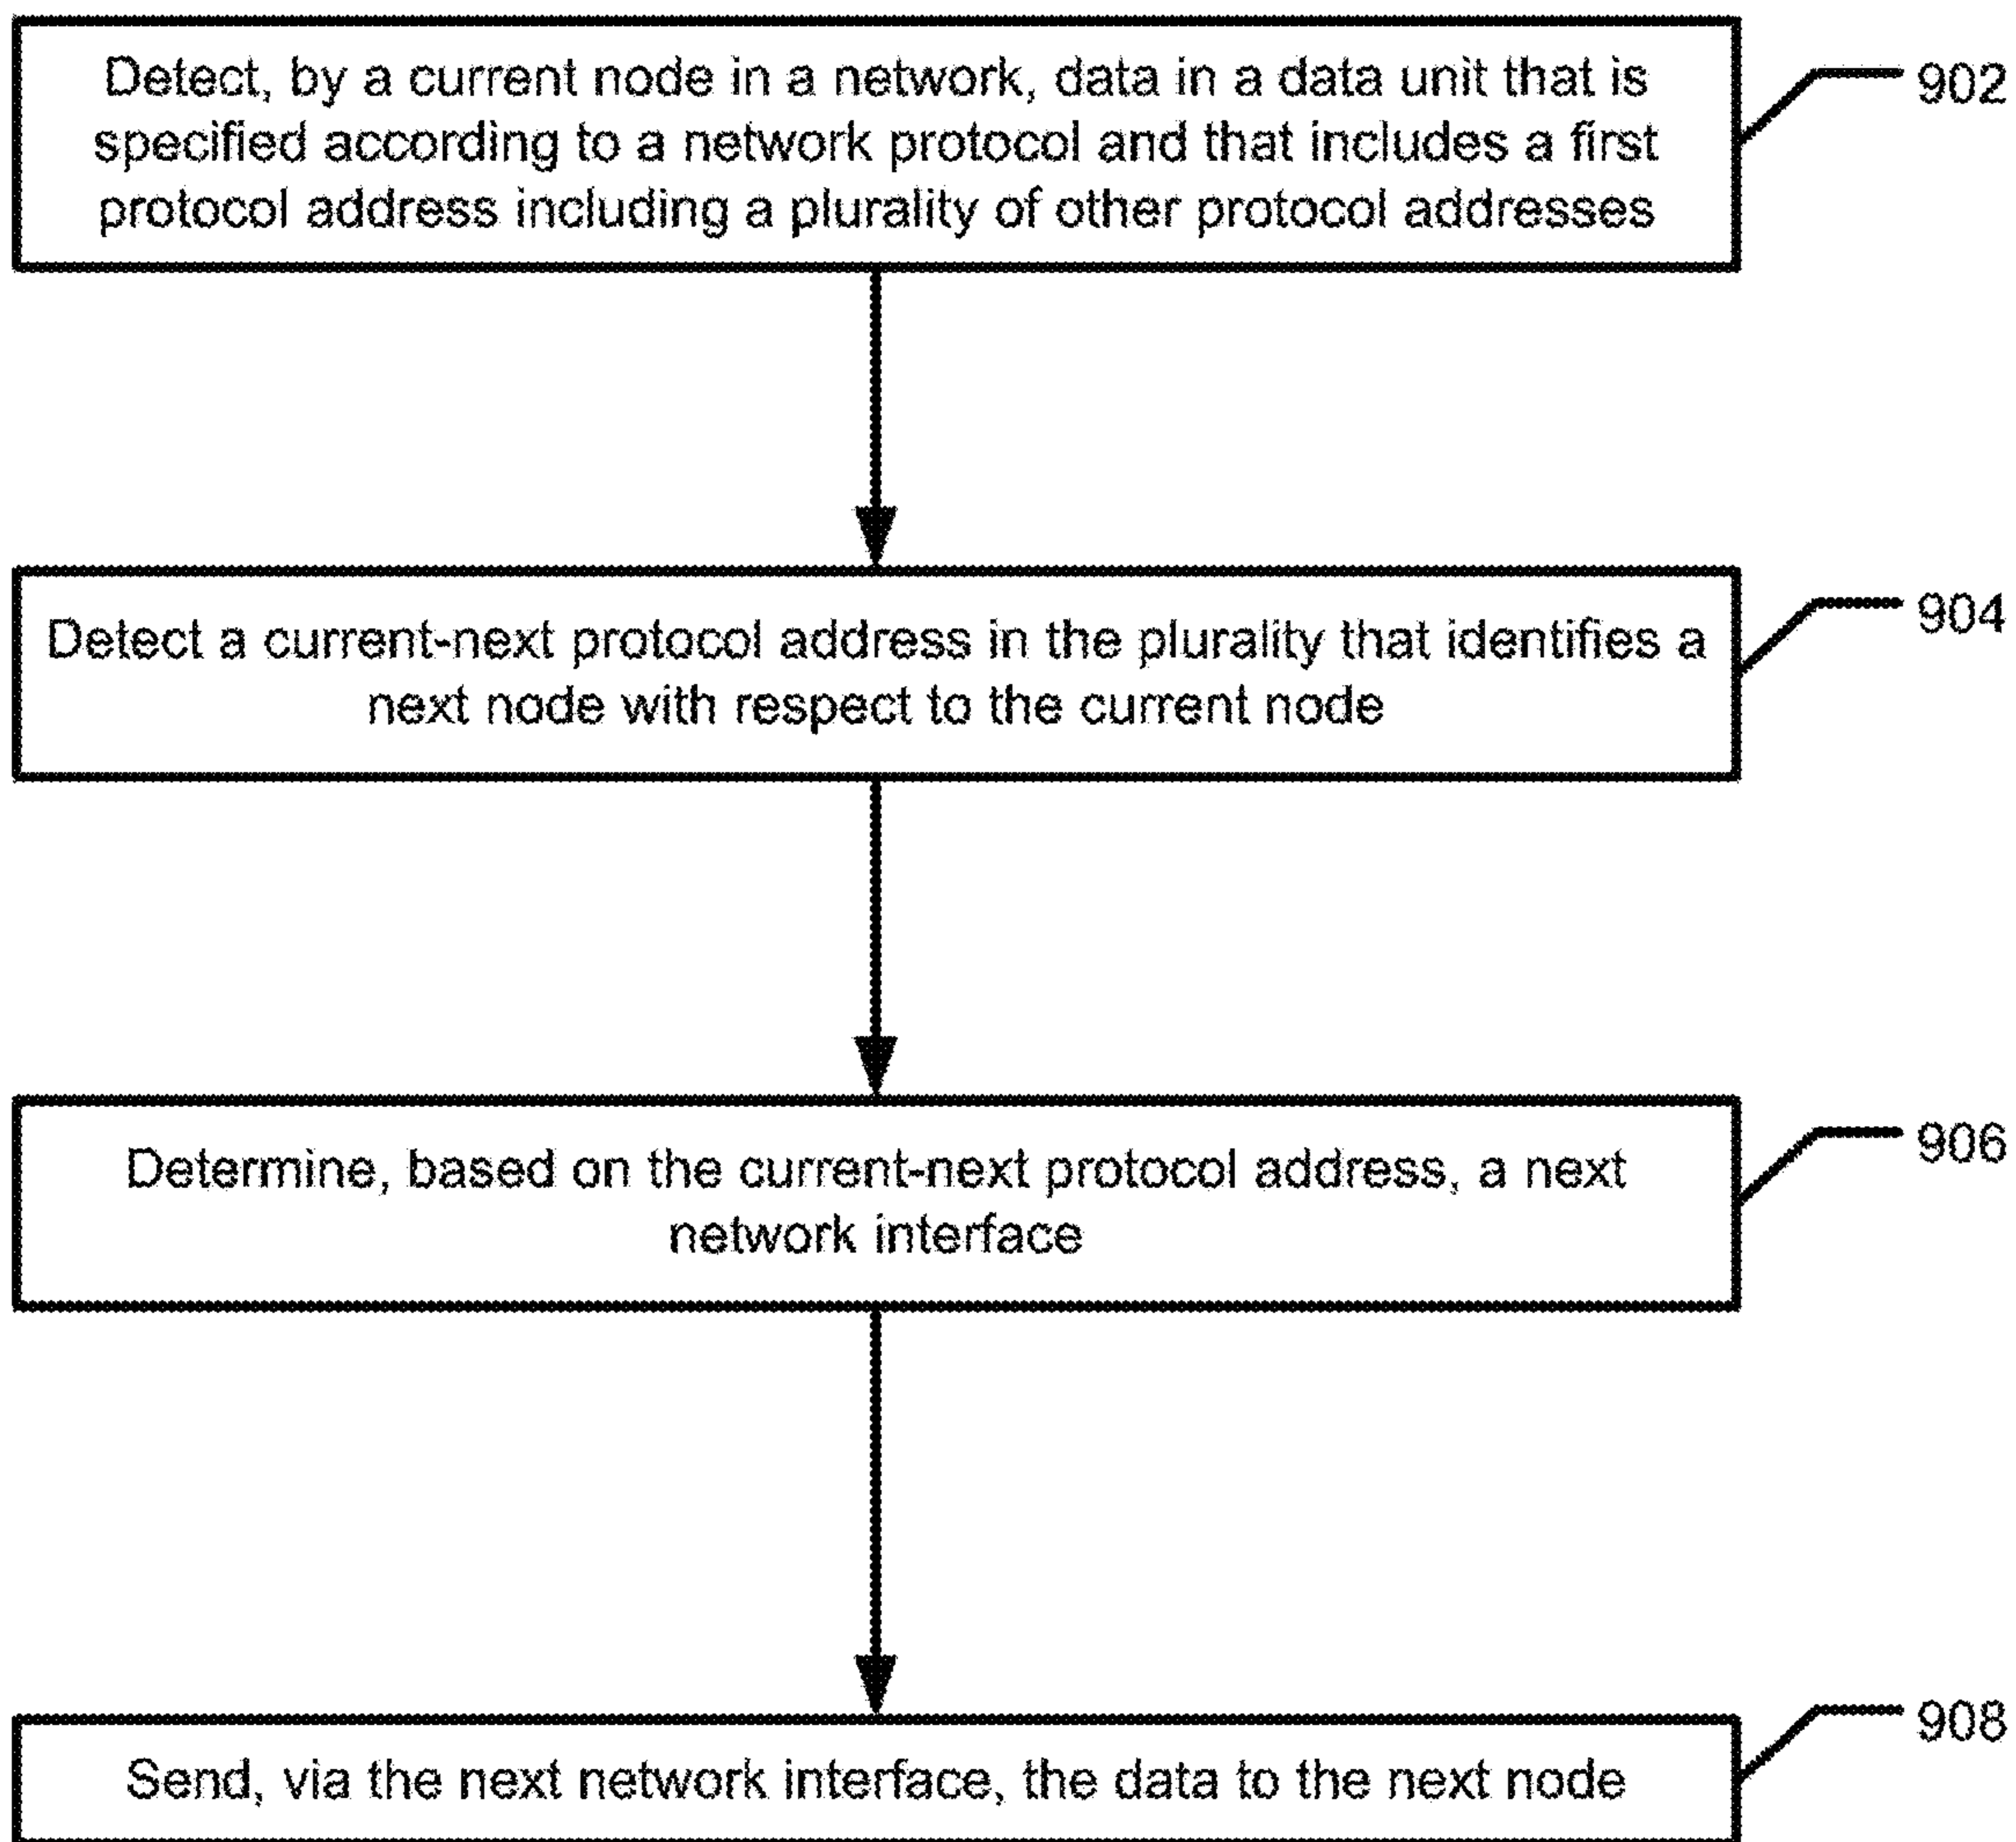 Detect, by a current node in a network, data in a data unit that is
specified according to a network protocol and that includes a first
protocol address including a plurality of other protocol addresses
902
Detect a current-next protocol address in the plurality that identifies a
next node with respect to the current node
904
Determine, based on the current-next protocol address, a next
network interface
906
Send, via the next network interface, the data to the next node
908